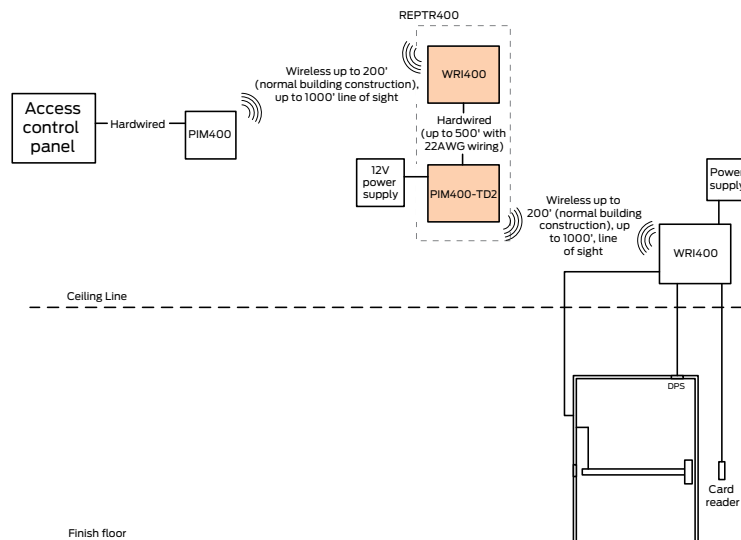 REPTR400
Wireless up to 200'
(normal building construction),
up to 1000' line of sight
WRI400
Access
control
panel
Hardwired
PIM400
Hardwired
(up to 500' with
22AWG wiring)
12V
power
supply
PIM400-TD2
Wireless up to
200' (normal building
construction), up
to 1000', line
of sight
Power
supply
WRI400
Ceiling Line
DPS
Card
reader
Finish floor